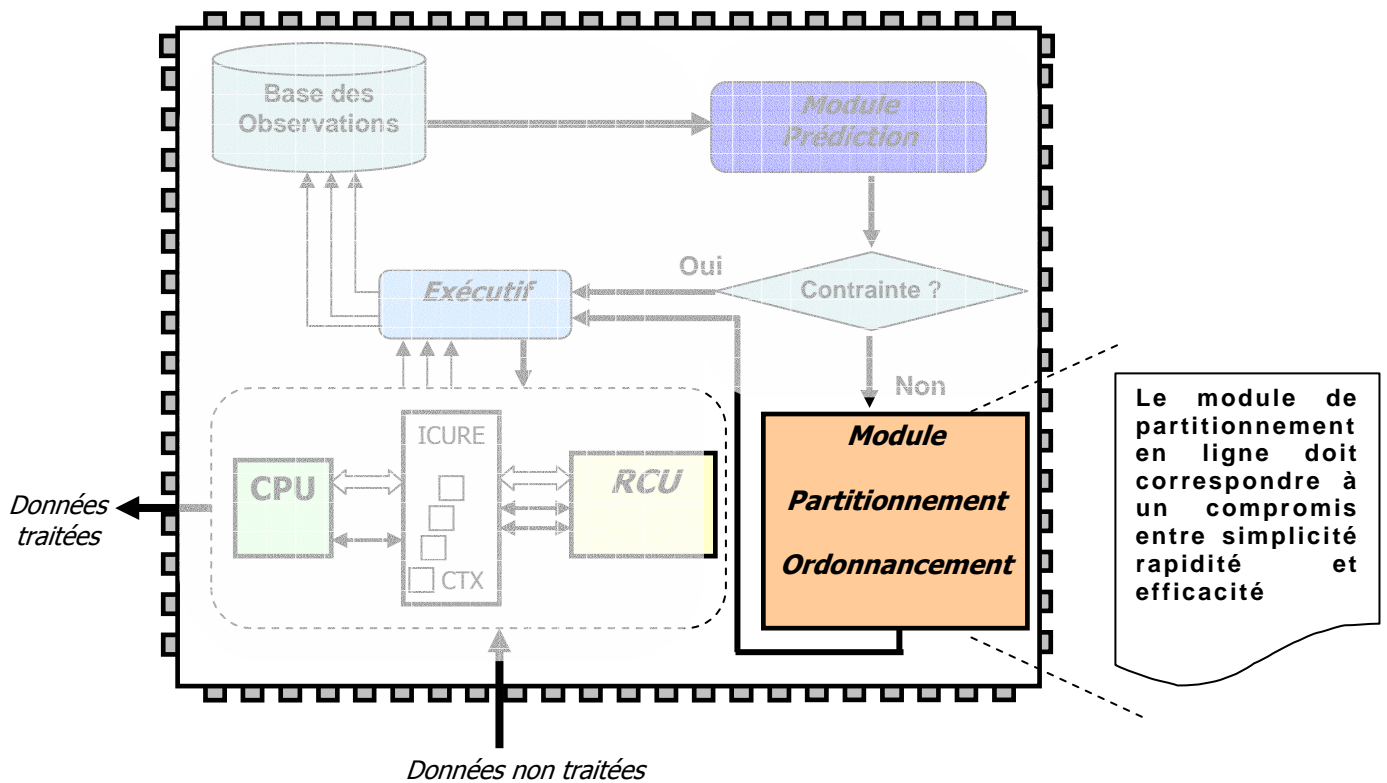 Base des
Observations
Module
Prédiction
Oui
Contrainte ?
Exécutif
Non
Module
Partitionnement
Ordonnancement
ICURE
CPU
RCU
CTX
Données
traitées
Données non traitées
Le module de
partitionnement
en ligne doit
correspondre à
un compromis
entre simplicité
rapidité et
efficacité